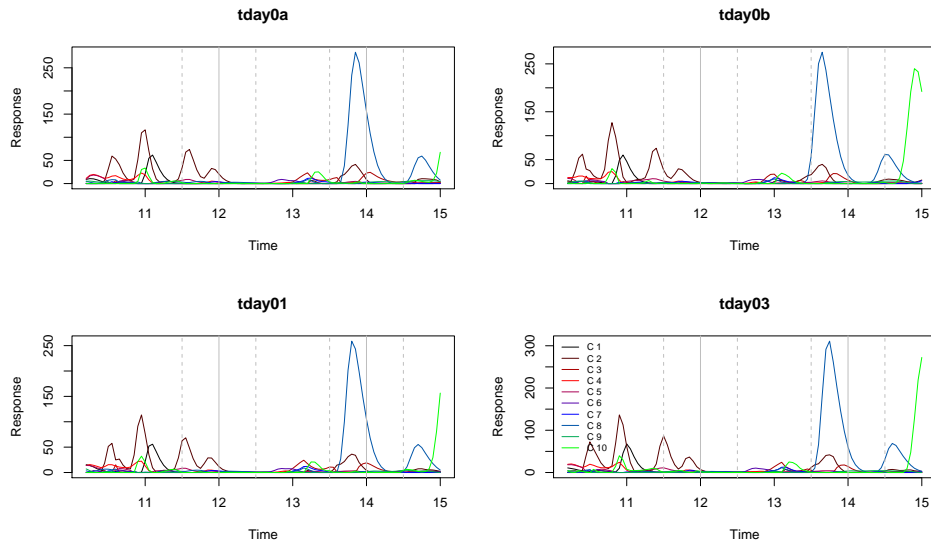 tday0a
Response
0
50
150
250
11
12
13
14
15
Time
tday0b
Response
0
50
150
250
11
12
13
14
15
Time
tday01
Response
0
50
150
250
11
12
13
14
15
Time
tday03
Response
0
100
200
300
C 1
C 2
C 3
C 4
C 5
C 6
C 7
C 8
C 9
C 10
11
12
13
14
15
Time